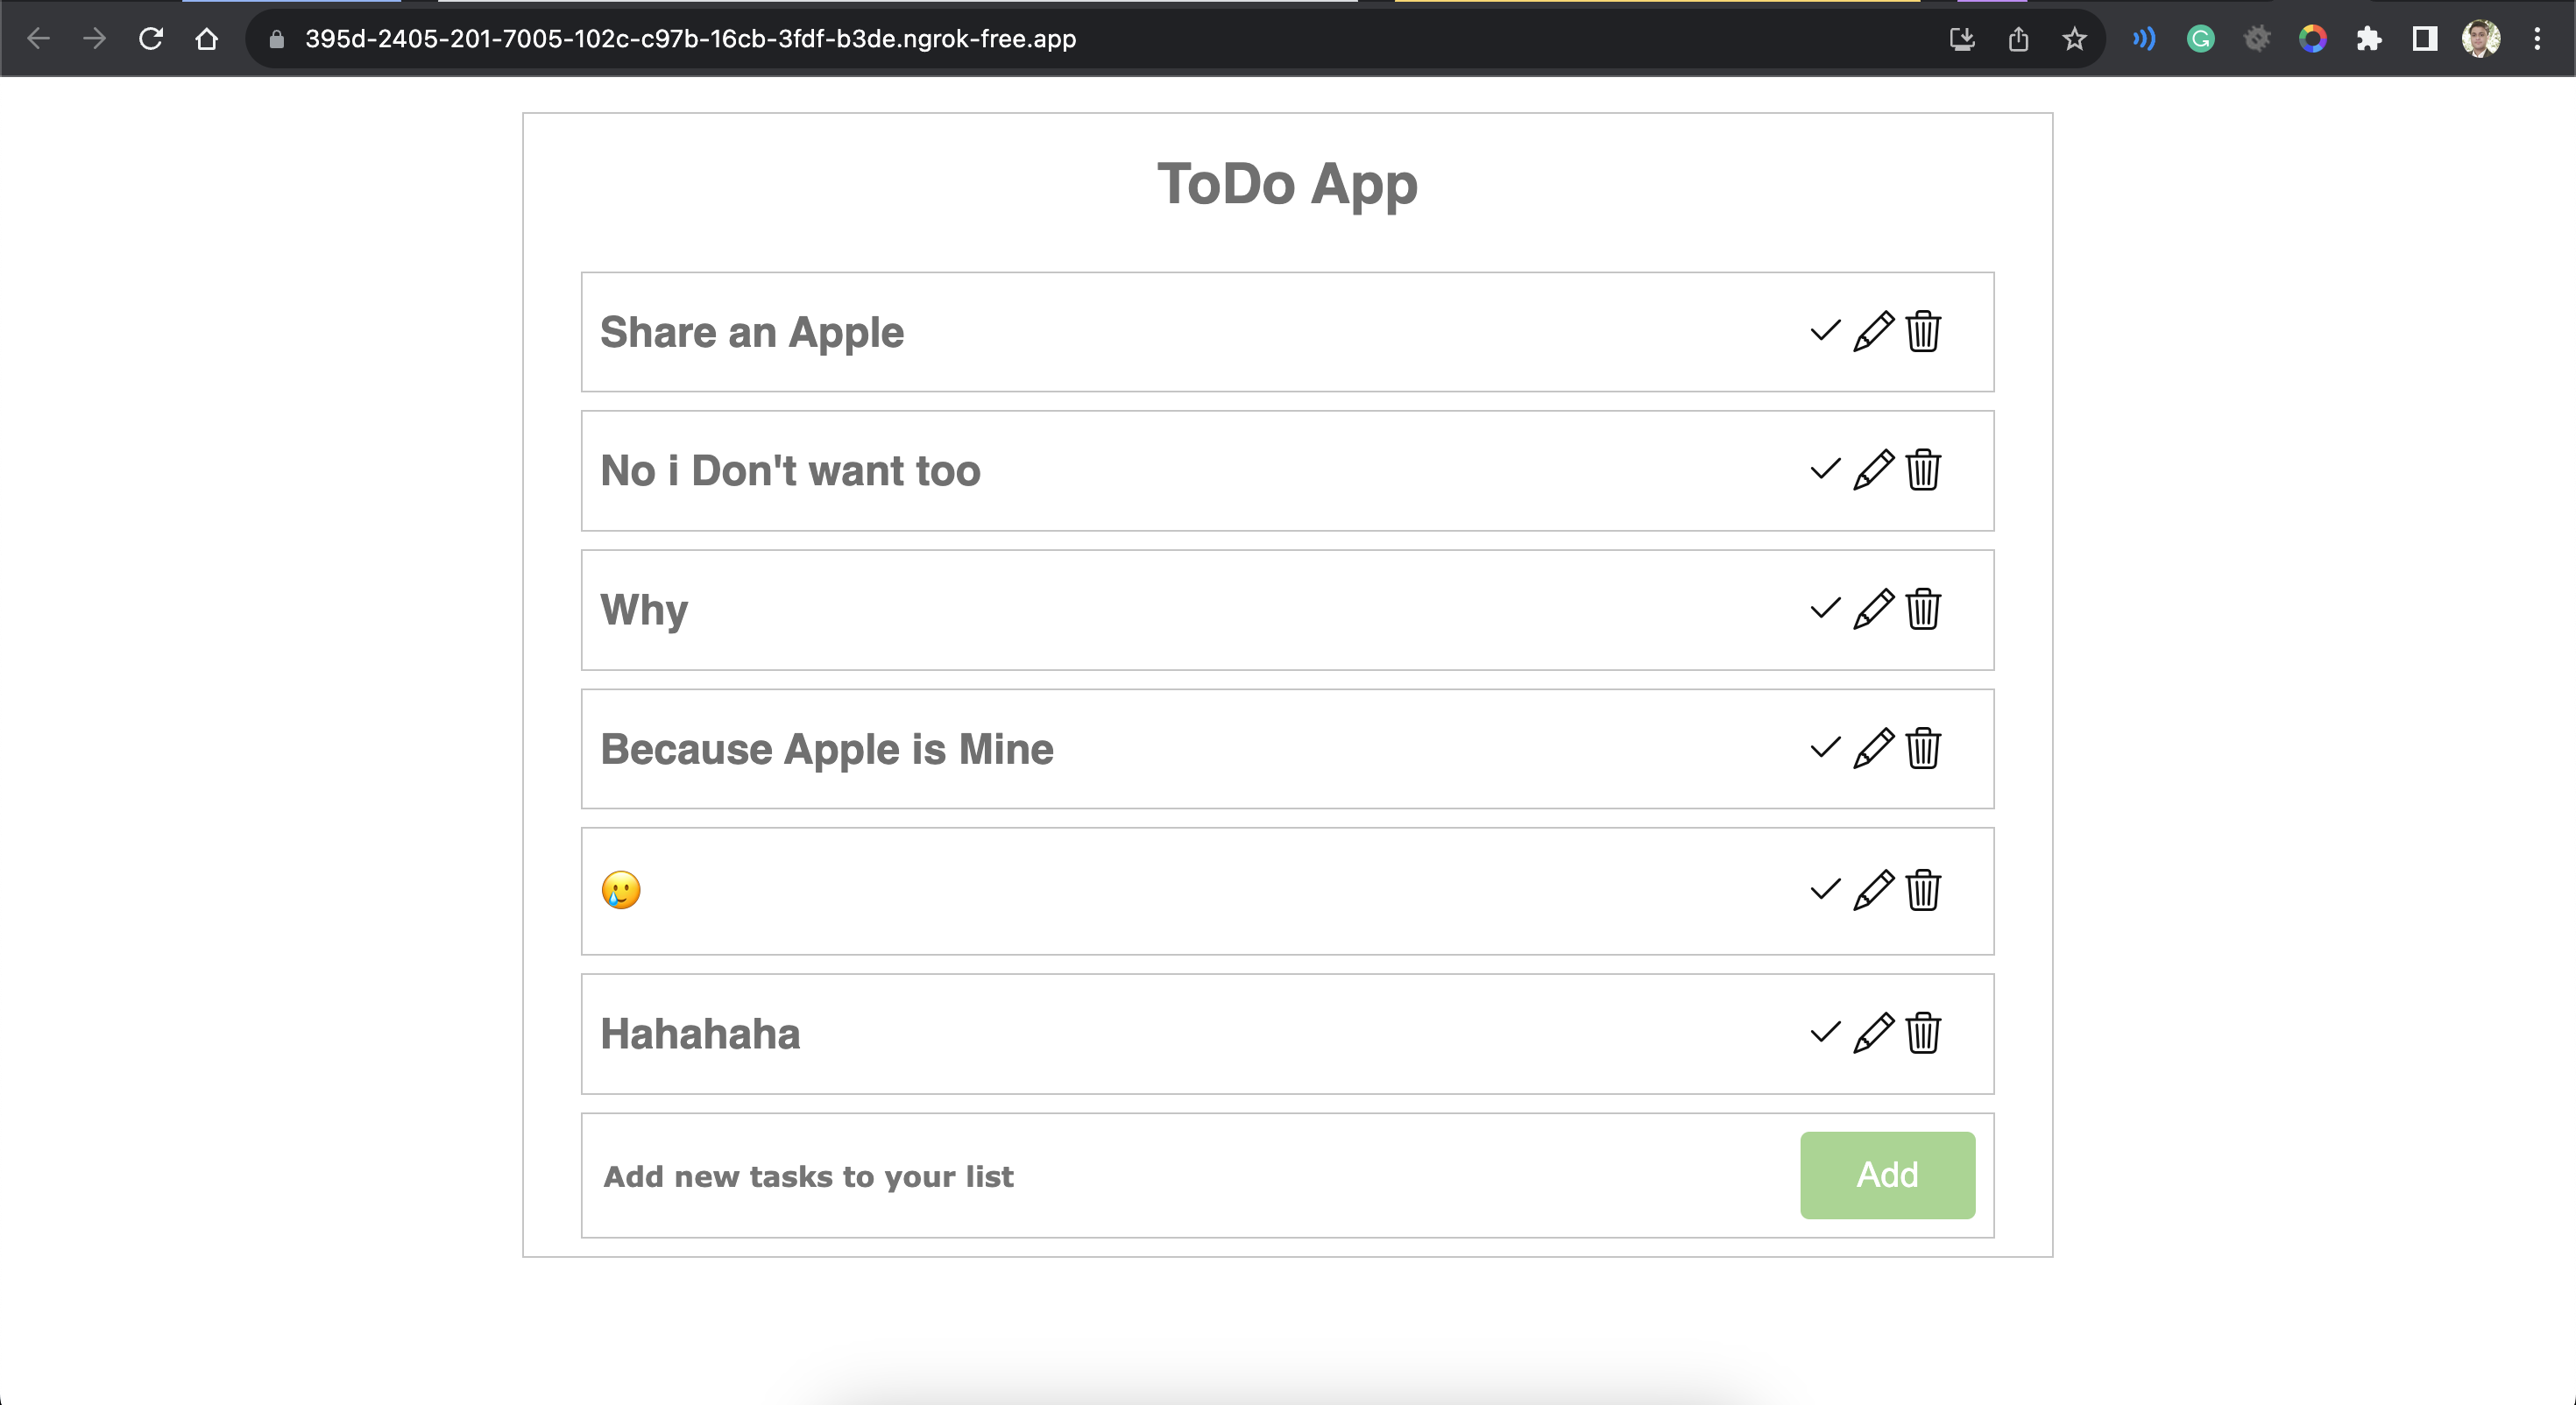 395d-2405-201-7005-102c-c97b-16cb-3fdf-b3de.ngrok-free.app
ToDo App
Share an Apple
No i Don't want too
Why
Because Apple is Mine
🥲
Hahahaha
Add new tasks to your list
Add